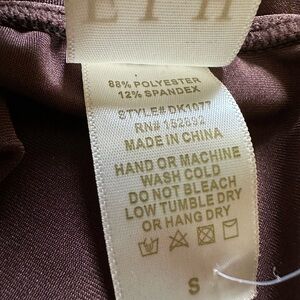 88% POLYESTER
12% SPANDEX
STYLE# DK1077
RN# 152892
MADE IN CHINA
HAND OR MACHINE
WASH COLD
DO NOT BLEACH
LOW TUMBLE DRY
OR HANG DRY
S